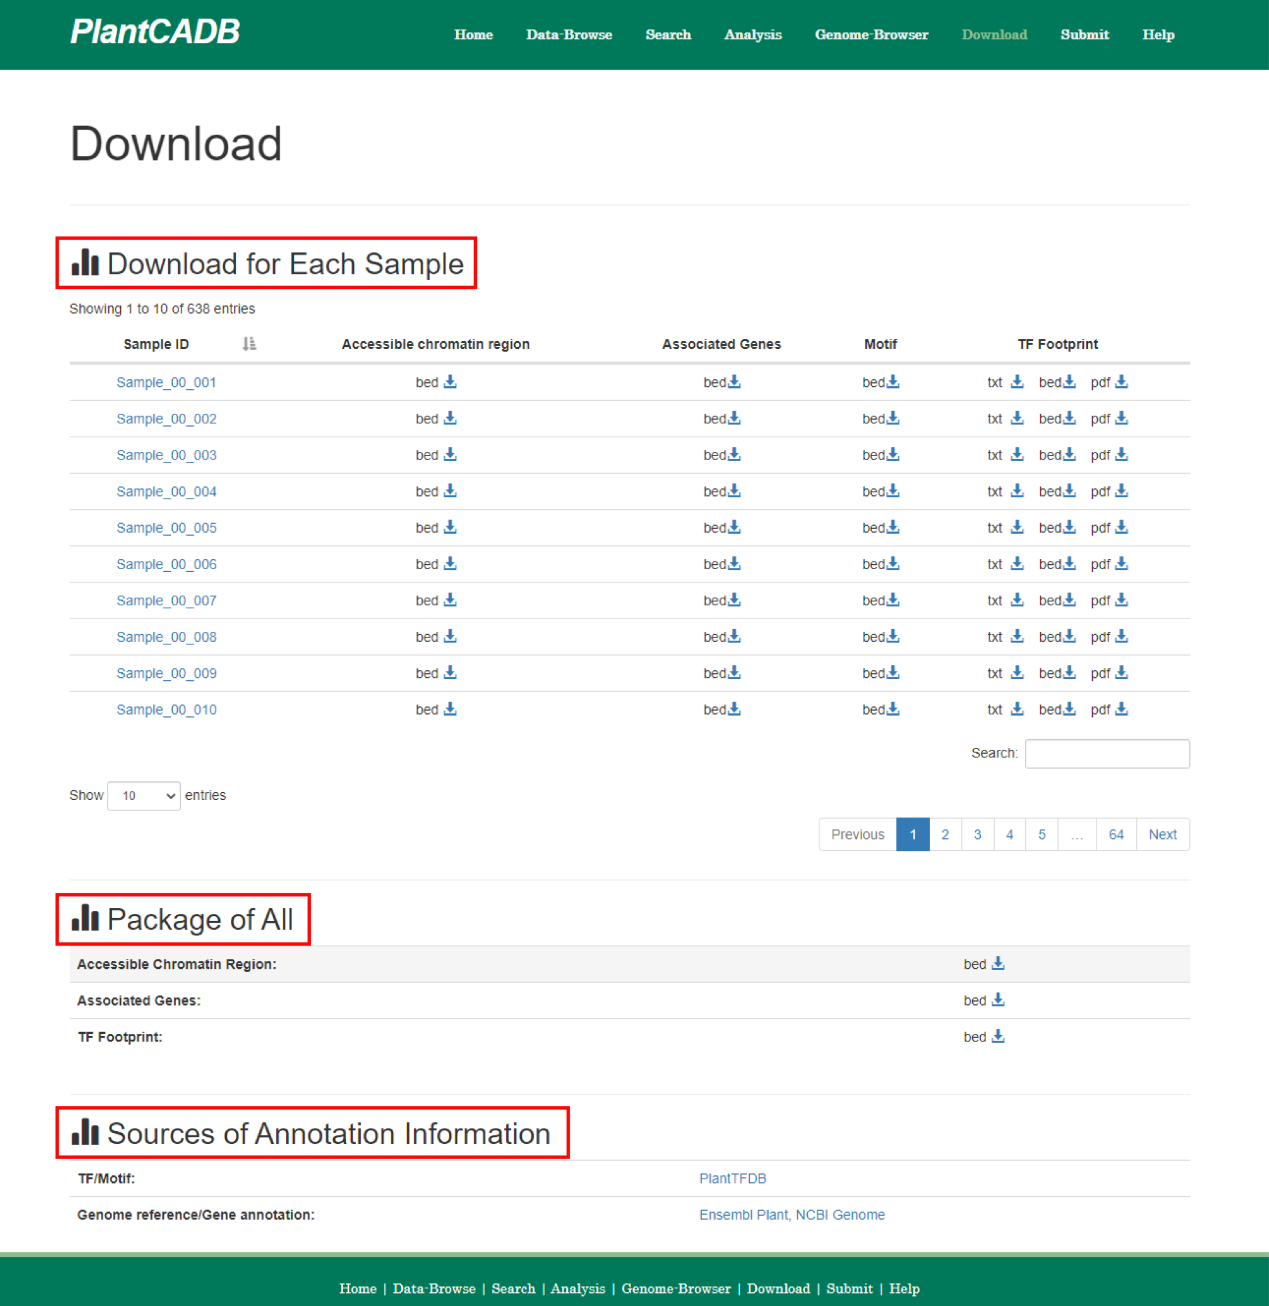 PlantCADB Home Data-Browse Search Analysis Genome-Browser Download Submit Help
Download
Download for Each Sample
Showing 1 to 10 of 638 entries
Sample ID Accessible chromatin region Associated Genes Motif TF Footprint
Sample_00_001 bed bed bed txt bed pdf
Sample_00_002 bed bed bed txt bed pdf
Sample_00_003 bed bed bed txt bed pdf
Sample_00_004 bed bed bed txt bed pdf
Sample_00_005 bed bed bed txt bed pdf
Sample_00_006 bed bed bed txt bed pdf
Sample_00_007 bed bed bed txt bed pdf
Sample_00_008 bed bed bed txt bed pdf
Sample_00_009 bed bed bed txt bed pdf
Sample_00_010 bed bed bed txt bed pdf
Search:
Show 10 entries
Previous 1 2 3 4 5 ... 64 Next
Package of All
Accessible Chromatin Region: bed
Associated Genes: bed
TF Footprint: bed
Sources of Annotation Information
TF/Motif: PlantTFDB
Genome reference/Gene annotation: Ensembl Plant, NCBI Genome
Home | Data-Browse | Search | Analysis | Genome-Browser | Download | Submit | Help